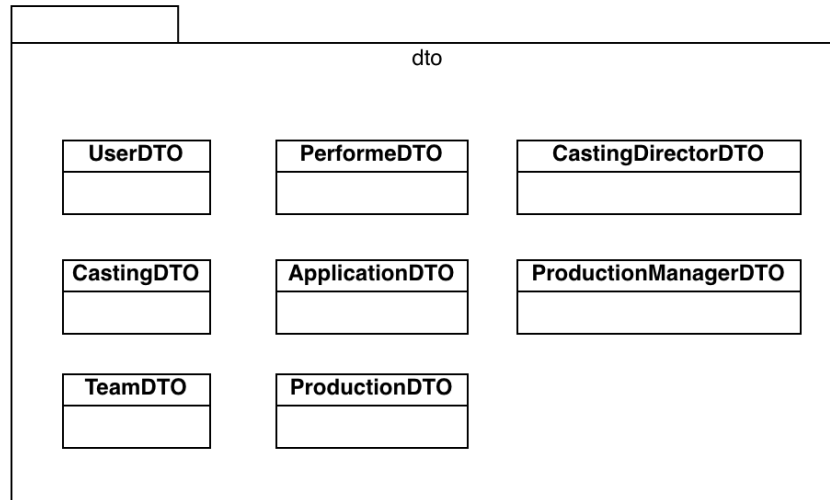 dto
UserDTO
PerformeDTO
CastingDirectorDTO
CastingDTO
ApplicationDTO
ProductionManagerDTO
TeamDTO
ProductionDTO